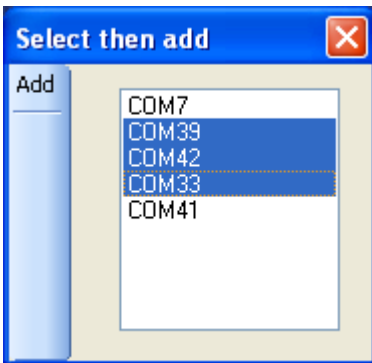 Select then add
Add
COM7
COM39
COM42
COM33
COM41